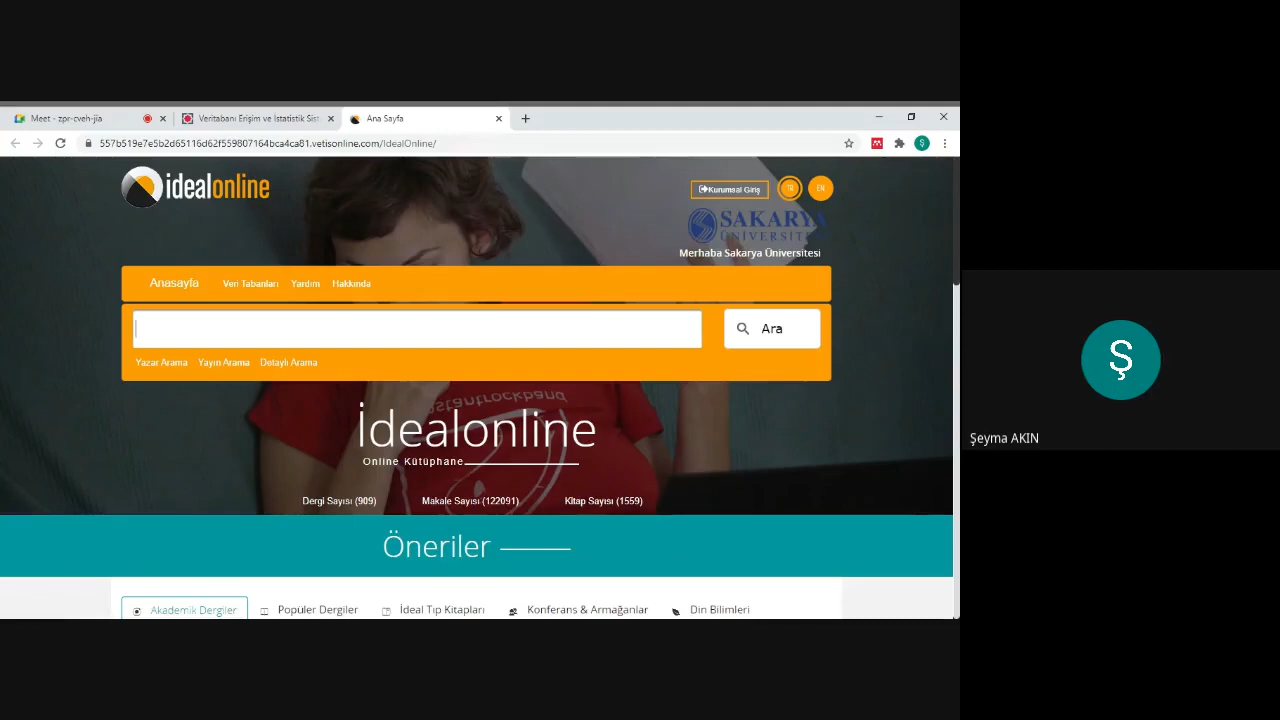 Meet - zpr-cveh-jia
Veritabanı Erişim ve İstatistik Sist
Ana Sayfa
557b519e7e5b2d15116d62f559807164bca4ca81.vetisonline.com/IdealOnline/
idealonline
Kurumsal Giriş
TR
EN
SAKARYA
ÜNİVERSİTESİ
Merhaba Sakarya Üniversitesi
Anasayfa
Veri Tabanları
Yardım
Hakkında
Ara
Yazar Arama
Yayın Arama
Detaylı Arama
İdealonline
Online Kütüphane
Dergi Sayısı (909)
Makale Sayısı (122091)
Kitap Sayısı (1559)
Öneriler
Akademik Dergiler
Popüler Dergiler
İdeal Tıp Kitapları
Konferans & Armağanlar
Din Bilimleri
Ş
Şeyma AKIN